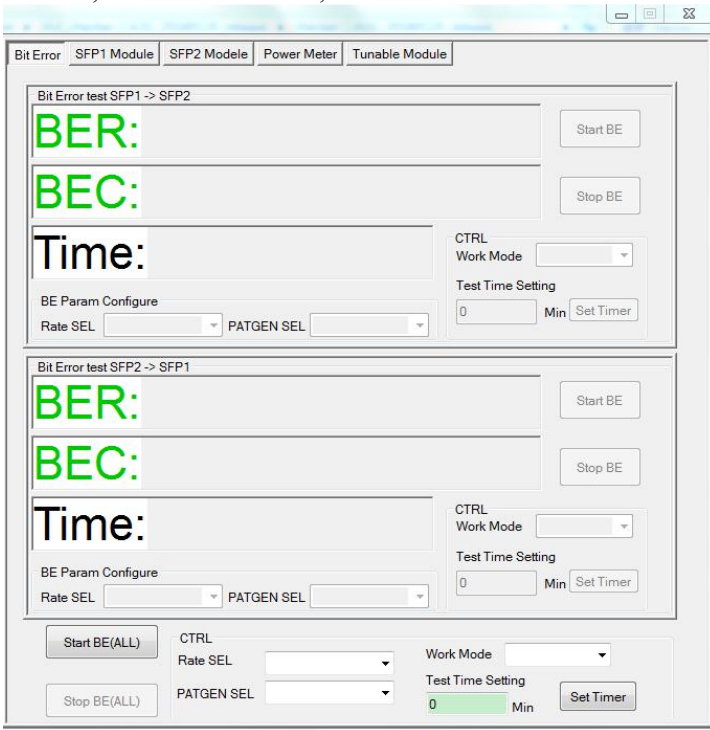 Bit Error SFP1 Module SFP2 Modele Power Meter Tunable Module
Bit Error test SFP1 -> SFP2
BER:
Start BE
BEC:
Stop BE
Time:
CTRL
Work Mode
Test Time Setting
0 Min Set Timer
BE Param Configure
Rate SEL PATGEN SEL
Bit Error test SFP2 -> SFP1
BER:
Start BE
BEC:
Stop BE
Time:
CTRL
Work Mode
Test Time Setting
0 Min Set Timer
BE Param Configure
Rate SEL PATGEN SEL
Start BE(ALL)
Stop BE(ALL)
CTRL
Rate SEL
PATGEN SEL
Work Mode
Test Time Setting
0 Min Set Timer